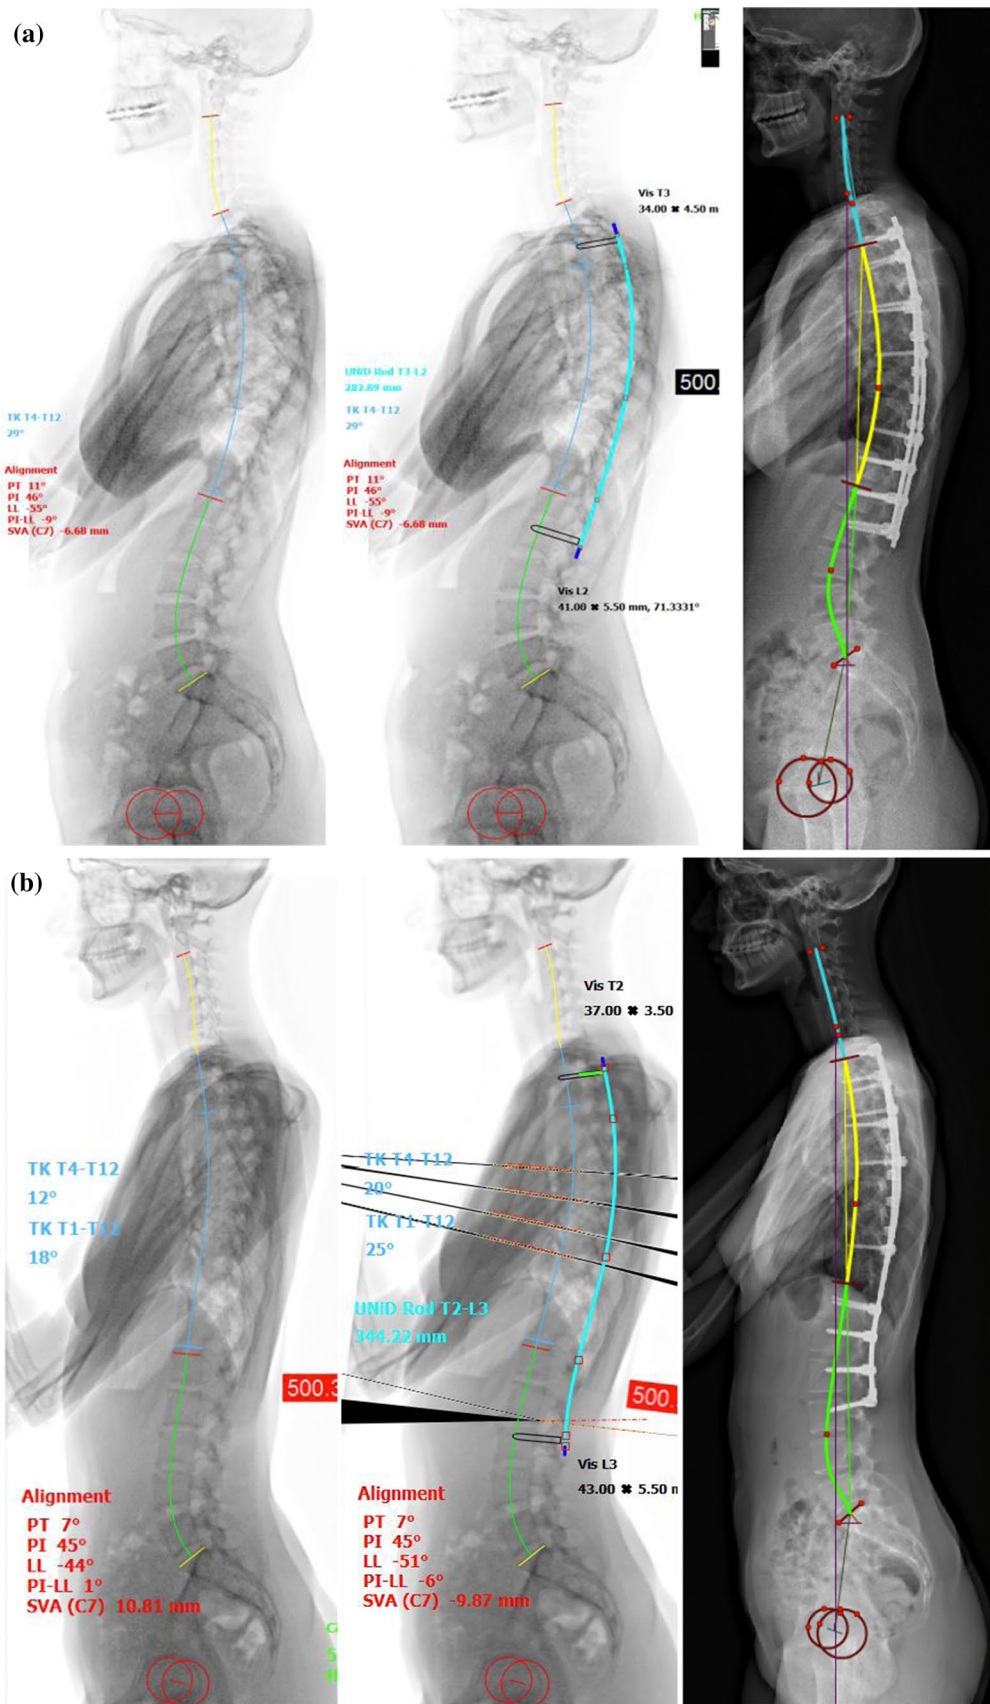 (a)
TK T4-T12
29°
Alignment
PT 11°
PI 46°
LL -55°
PI-LL -9°
SVA (C7) -6.68 mm
Vis T3
34.00 ✖ 4.50 m
UNiD Rod T3-L2
282.89 mm
TK T4-T12
29°
500.
Alignment
PT 11°
PI 46°
LL -55°
PI-LL -9°
SVA (C7) -6.68 mm
Vis L2
41.00 ✖ 5.50 mm, 71.3331°
(b)
TK T4-T12
12°
TK T1-T12
18°
500.3
Alignment
PT 7°
PI 45°
LL -44°
PI-LL 1°
SVA (C7) 10.81 mm
Vis T2
37.00 ✖ 3.50
TK T4-T12
20°
TK T1-T12
25°
UNiD Rod T2-L3
344.22 mm
500.
Vis L3
43.00 ✖ 5.50 n
Alignment
PT 7°
PI 45°
LL -51°
PI-LL -6°
SVA (C7) -9.87 mm